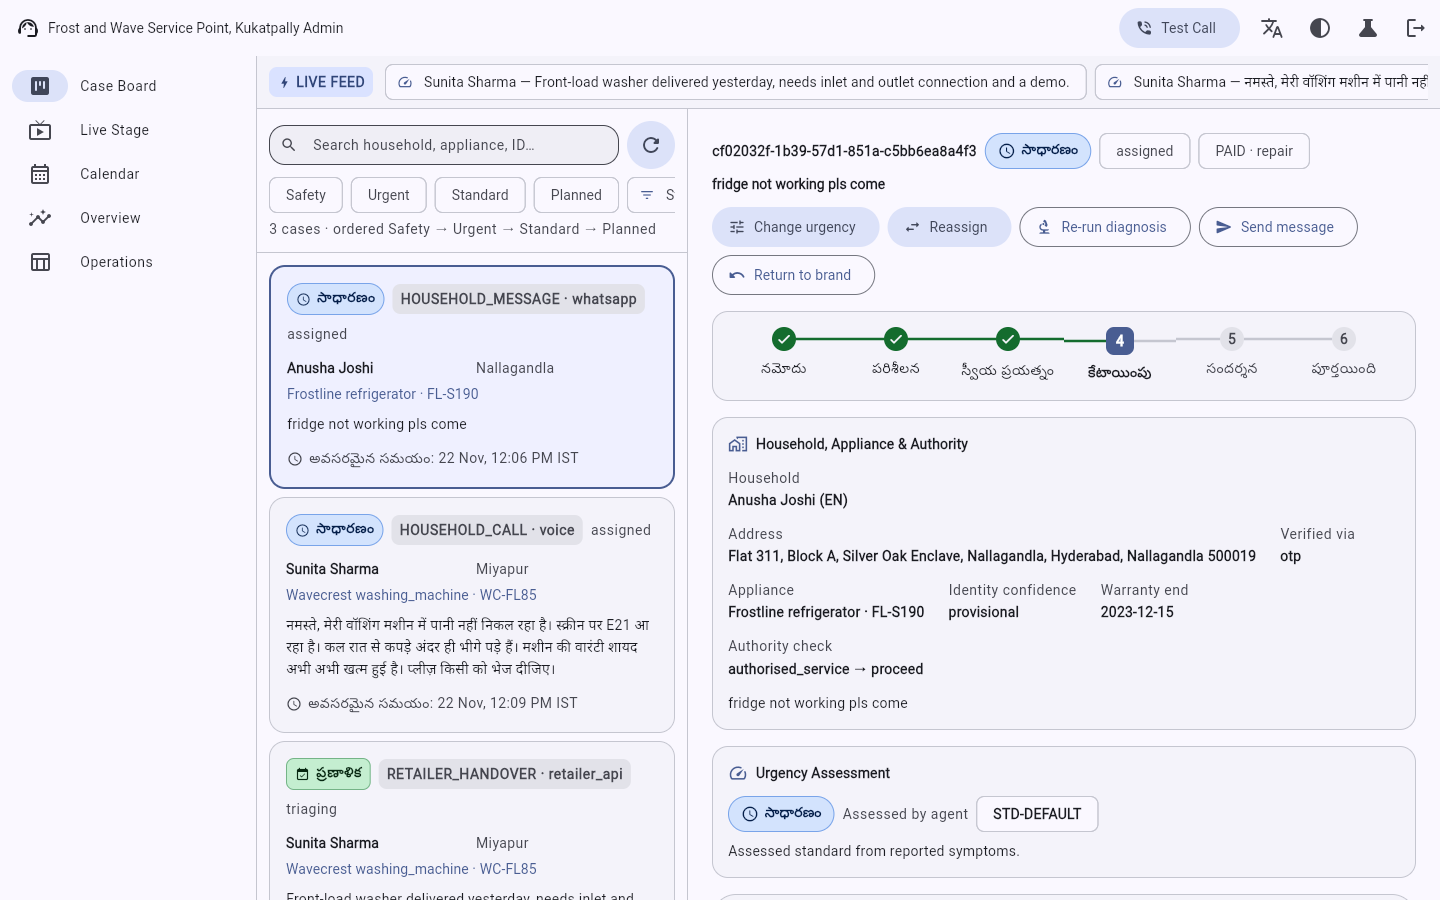 Frost and Wave Service Point, Kukatpally Admin
Test Call
Case Board
Live Stage
Calendar
Overview
Operations
LIVE FEED
Sunita Sharma — Front-load washer delivered yesterday, needs inlet and outlet connection and a demo.
Sunita Sharma — नमस्ते, मेरी वॉशिंग मशीन में पानी नहीं
Search household, appliance, ID...
Safety
Urgent
Standard
Planned
3 cases · ordered Safety → Urgent → Standard → Planned
సాధారణం
HOUSEHOLD_MESSAGE · whatsapp
assigned
Anusha Joshi
Nallagandla
Frostline refrigerator · FL-S190
fridge not working pls come
అవసరమైన సమయం: 22 Nov, 12:06 PM IST
సాధారణం
HOUSEHOLD_CALL · voice
assigned
Sunita Sharma
Miyapur
Wavecrest washing_machine · WC-FL85
नमस्ते, मेरी वॉशिंग मशीन में पानी नहीं निकल रहा है। स्क्रीन पर E21 आ
रहा है। कल रात से कपड़े अंदर ही भीगे पड़े हैं। मशीन की वारंटी शायद
अभी अभी खत्म हुई है। प्लीज़ किसी को भेज दीजिए।
అవసరమైన సమయం: 22 Nov, 12:09 PM IST
ప్రణాళిక
RETAILER_HANDOVER · retailer_api
triaging
Sunita Sharma
Miyapur
Wavecrest washing_machine · WC-FL85
Front-load washer delivered yesterday, needs inlet and
cf02032f-1b39-57d1-851a-c5bb6ea8a4f3
సాధారణం
assigned
PAID · repair
fridge not working pls come
Change urgency
Reassign
Re-run diagnosis
Send message
Return to brand
4
5
6
నమోదు
పరిశీలన
స్వీయ ప్రయత్నం
కేటాయింపు
సందర్శన
పూర్తయింది
Household, Appliance & Authority
Household
Anusha Joshi (EN)
Address
Verified via
Flat 311, Block A, Silver Oak Enclave, Nallagandla, Hyderabad, Nallagandla 500019
otp
Appliance
Identity confidence
Warranty end
Frostline refrigerator · FL-S190
provisional
2023-12-15
Authority check
authorised_service → proceed
fridge not working pls come
Urgency Assessment
సాధారణం
Assessed by agent
STD-DEFAULT
Assessed standard from reported symptoms.